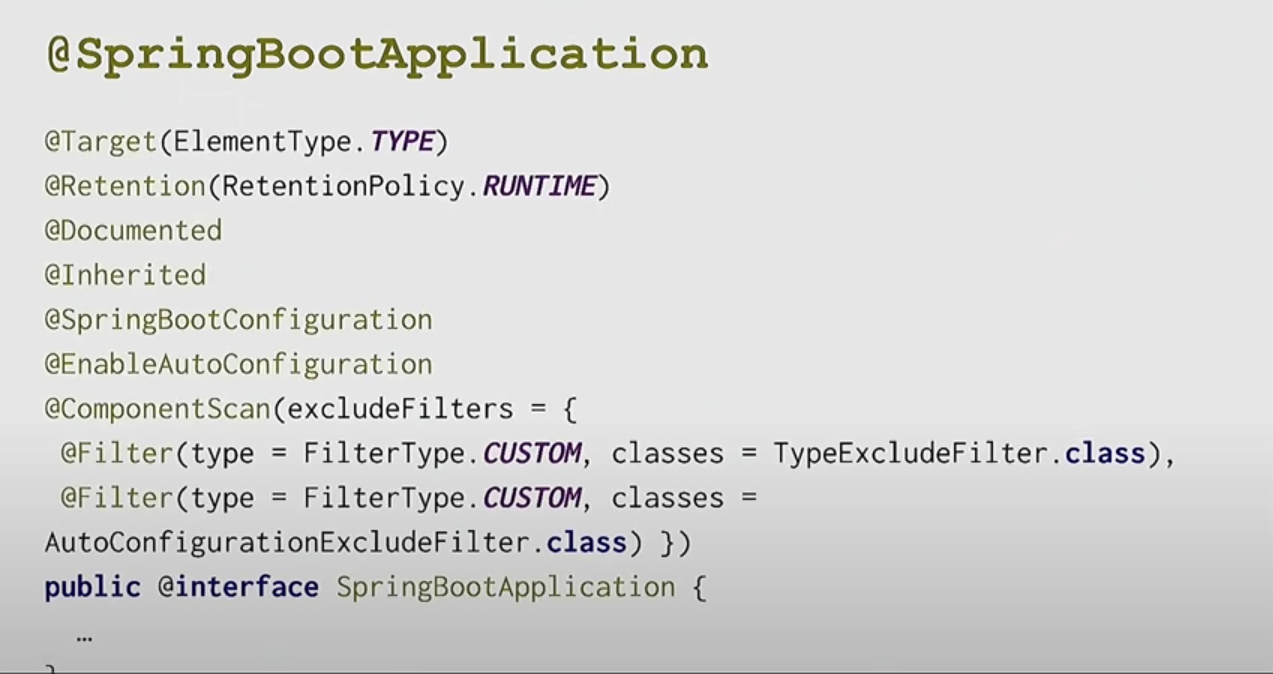 @SpringBootApplication
@Target(ElementType.TYPE)
@Retention(RetentionPolicy.RUNTIME)
@Documented
@Inherited
@SpringBootConfiguration
@EnableAutoConfiguration
@ComponentScan(excludeFilters = {
@Filter(type = FilterType.CUSTOM, classes = TypeExcludeFilter.class),
@Filter(type = FilterType.CUSTOM, classes =
AutoConfigurationExcludeFilter.class) })
public @interface SpringBootApplication {
…
}